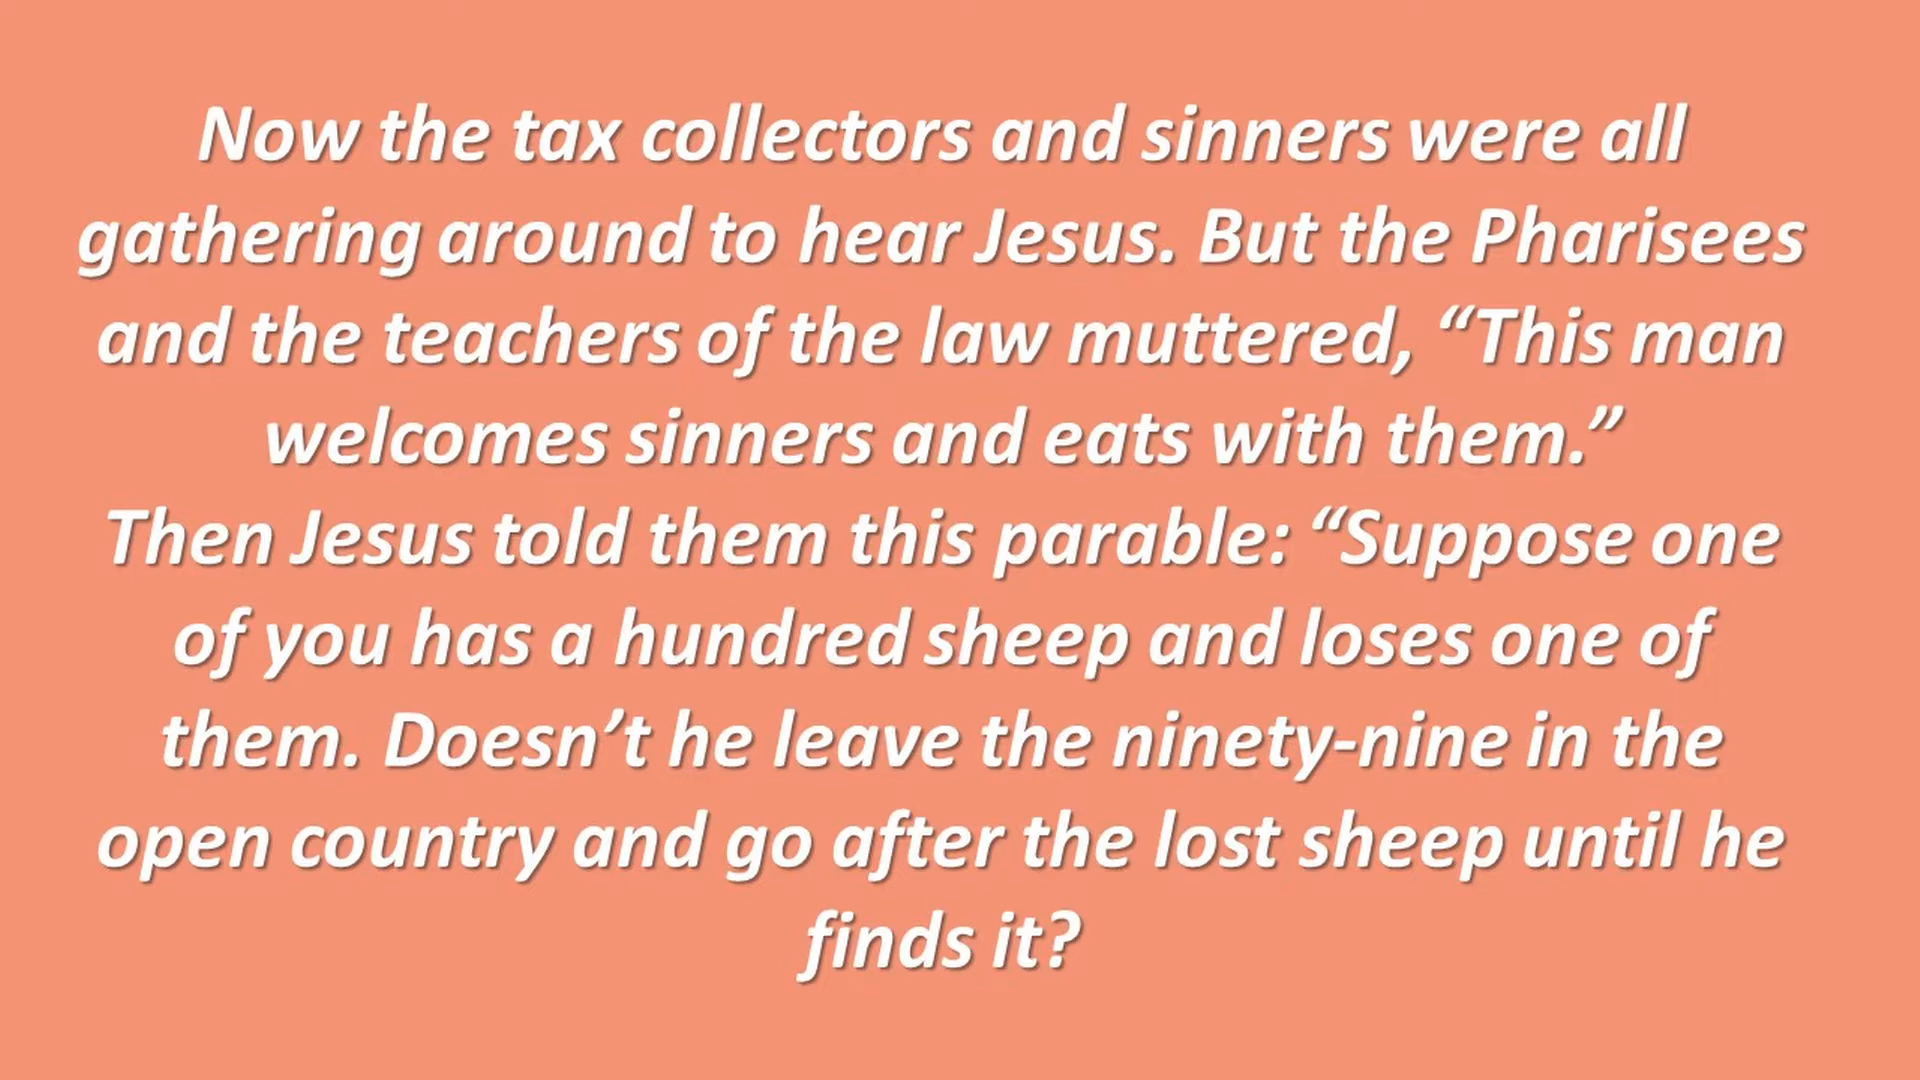 Now the tax collectors and sinners were all
gathering around to hear Jesus. But the Pharisees
and the teachers of the law muttered, “This man
welcomes sinners and eats with them.”
Then Jesus told them this parable: “Suppose one
of you has a hundred sheep and loses one of
them. Doesn’t he leave the ninety-nine in the
open country and go after the lost sheep until he
finds it?